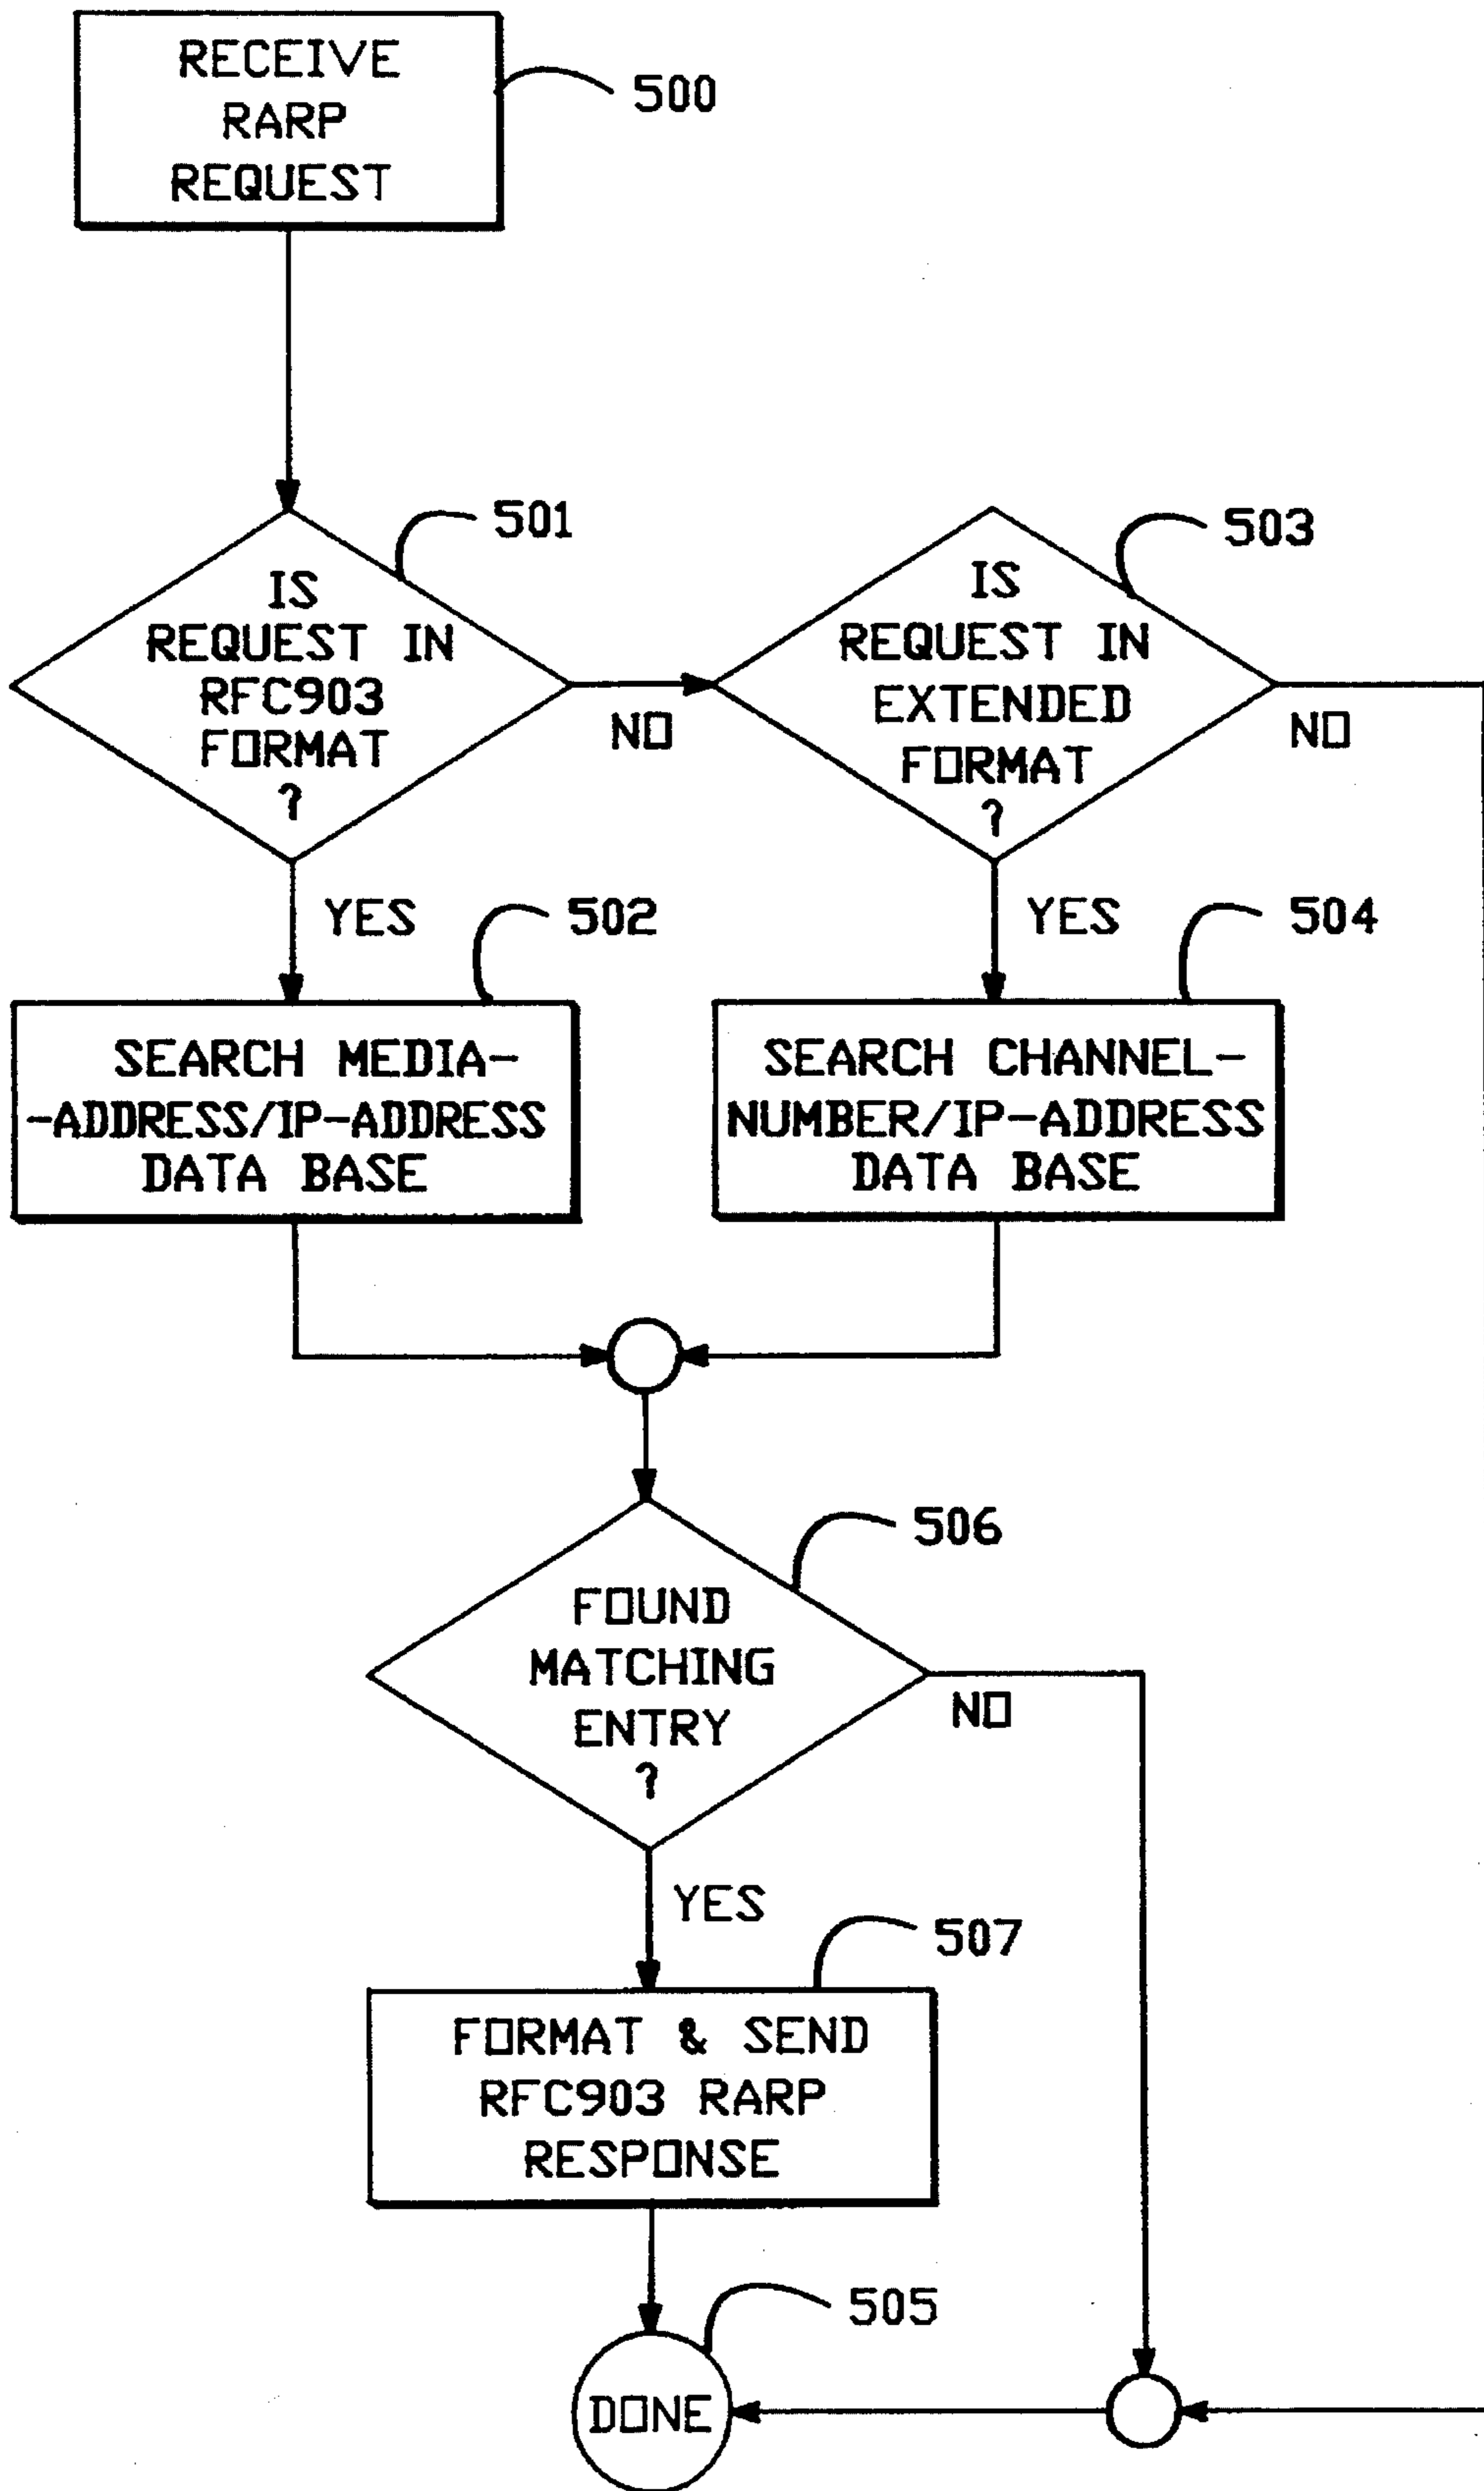 RECEIVE
RARP
REQUEST
500
501
IS
REQUEST IN
RFC903
FORMAT
?
NO
YES
503
IS
REQUEST IN
EXTENDED
FORMAT
?
NO
YES
502
SEARCH MEDIA-
-ADDRESS/IP-ADDRESS
DATA BASE
504
SEARCH CHANNEL-
NUMBER/IP-ADDRESS
DATA BASE
506
FOUND
MATCHING
ENTRY
?
NO
YES
507
FORMAT & SEND
RFC903 RARP
RESPONSE
505
DONE